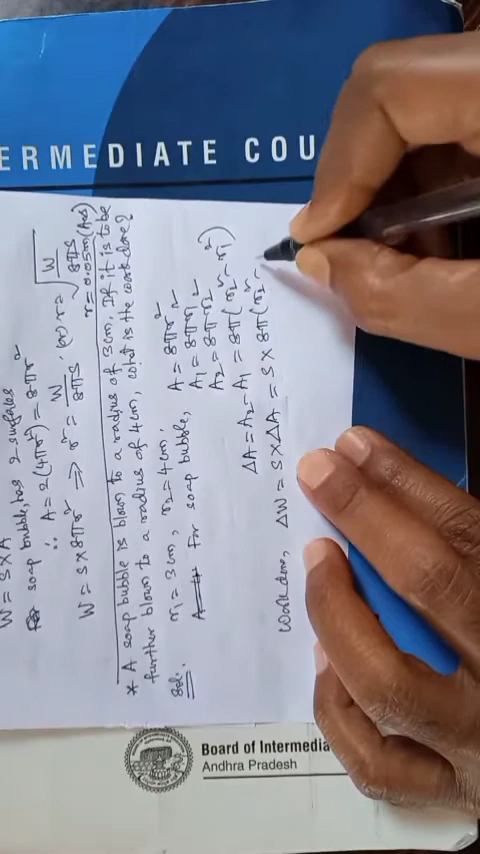 ERMEDIATE COU
W = S X A
soap bubble, has 2 surfaces
∴ A = 2(4πr²) = 8πr²
W = S X 8πr² ⇒ r² = W/8πS (or) r = √(W/8πS)
r = 0.05m (Ans)
* A soap bubble is blown to a radius of 3cm. If it is to be
further blown to a radius of 4cm, what is the work done?
Sol. r₁ = 3cm, r₂ = 4cm.
For soap bubble, A = 8πr²
A₁ = 8πr₁²
A₂ = 8πr₂²
ΔA = A₂ - A₁ = 8π(r₂² - r₁²)
work done, ΔW = S X ΔA = S X 8π(r₂² -
Board of Intermedia
Andhra Pradesh